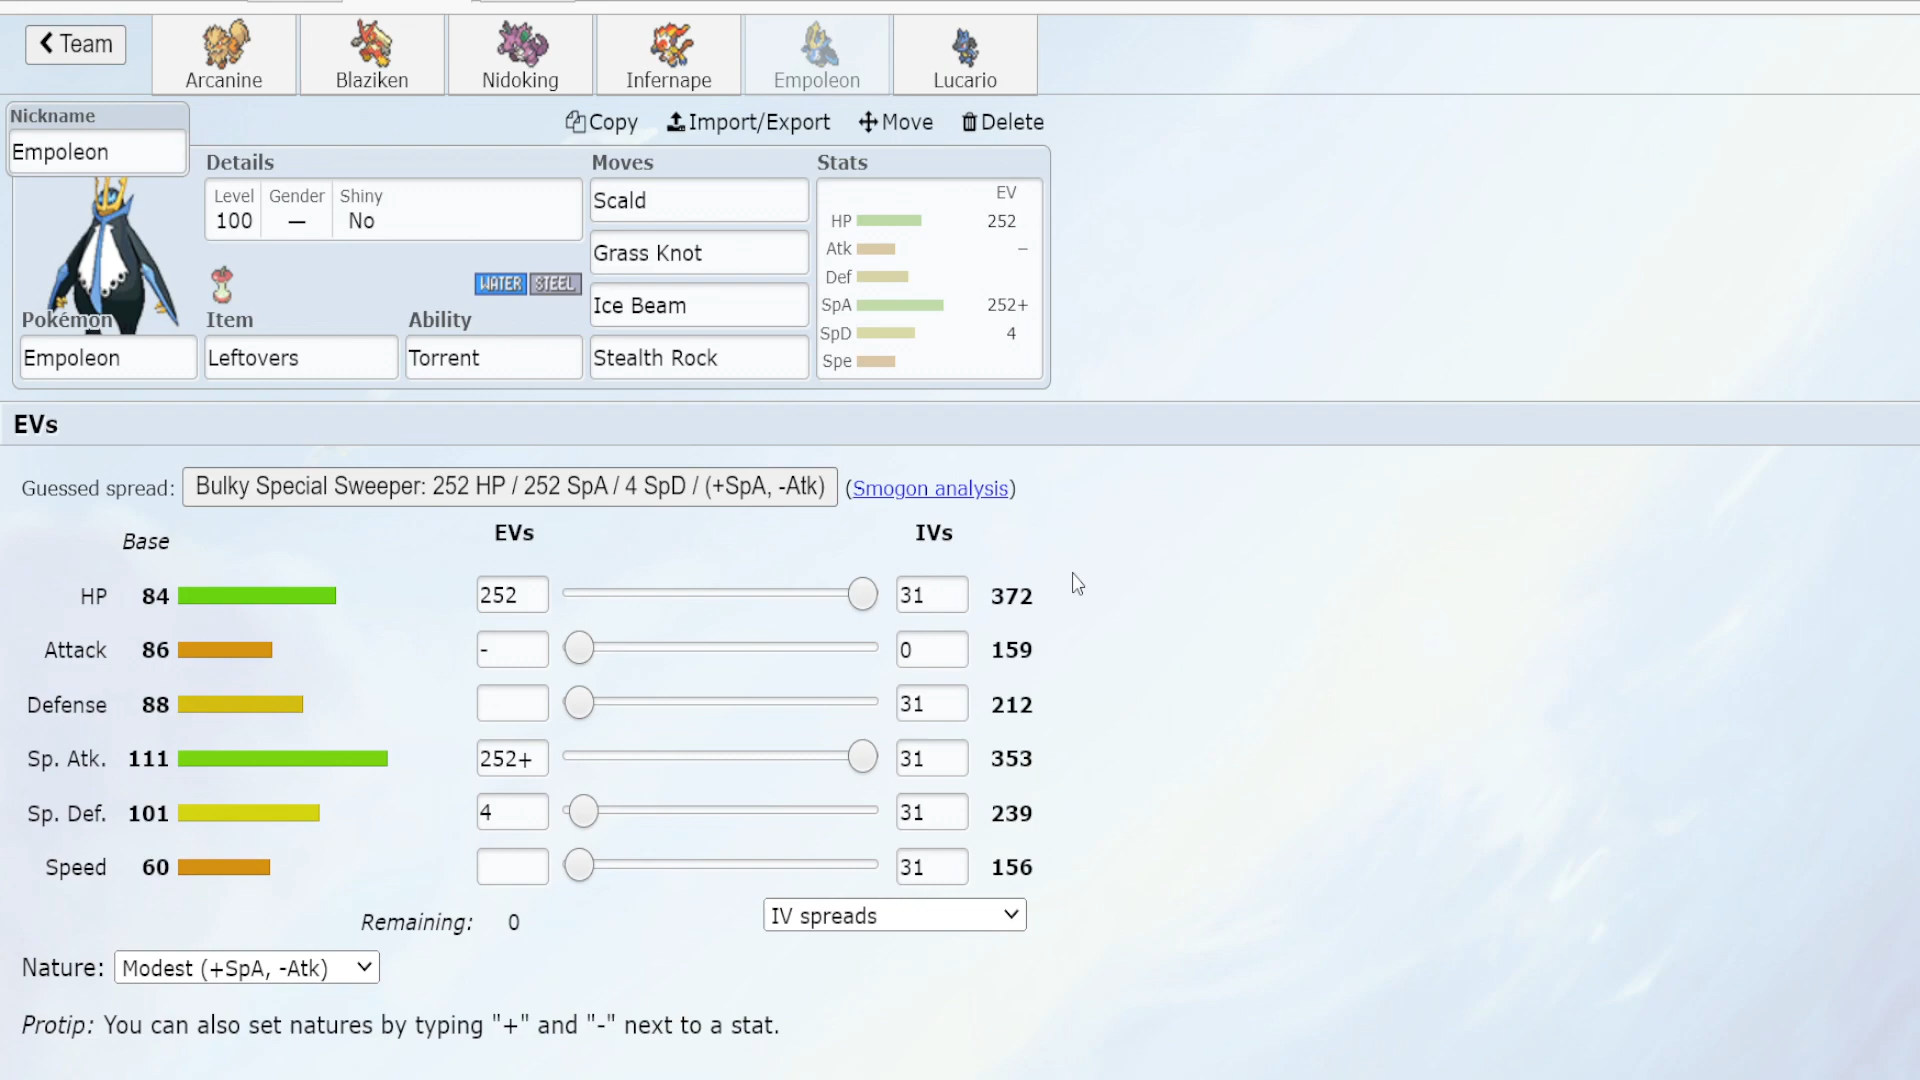 Team
Arcanine
Blaziken
Nidoking
Infernape
Empoleon
Lucario
Nickname
Empoleon
Copy
Import/Export
Move
Delete
Details
Moves
Stats
Level
Gender
Shiny
100
—
No
WATER
STEEL
Pokémon
Item
Ability
Empoleon
Leftovers
Torrent
Scald
Grass Knot
Ice Beam
Stealth Rock
EV
HP 252
Atk –
Def
SpA 252+
SpD 4
Spe
EVs
Guessed spread: Bulky Special Sweeper: 252 HP / 252 SpA / 4 SpD / (+SpA, -Atk) (Smogon analysis)
Base EVs IVs
HP 84 252 31 372
Attack 86 - 0 159
Defense 88 31 212
Sp. Atk. 111 252+ 31 353
Sp. Def. 101 4 31 239
Speed 60 31 156
Remaining: 0 IV spreads
Nature: Modest (+SpA, -Atk)
Protip: You can also set natures by typing "+" and "-" next to a stat.